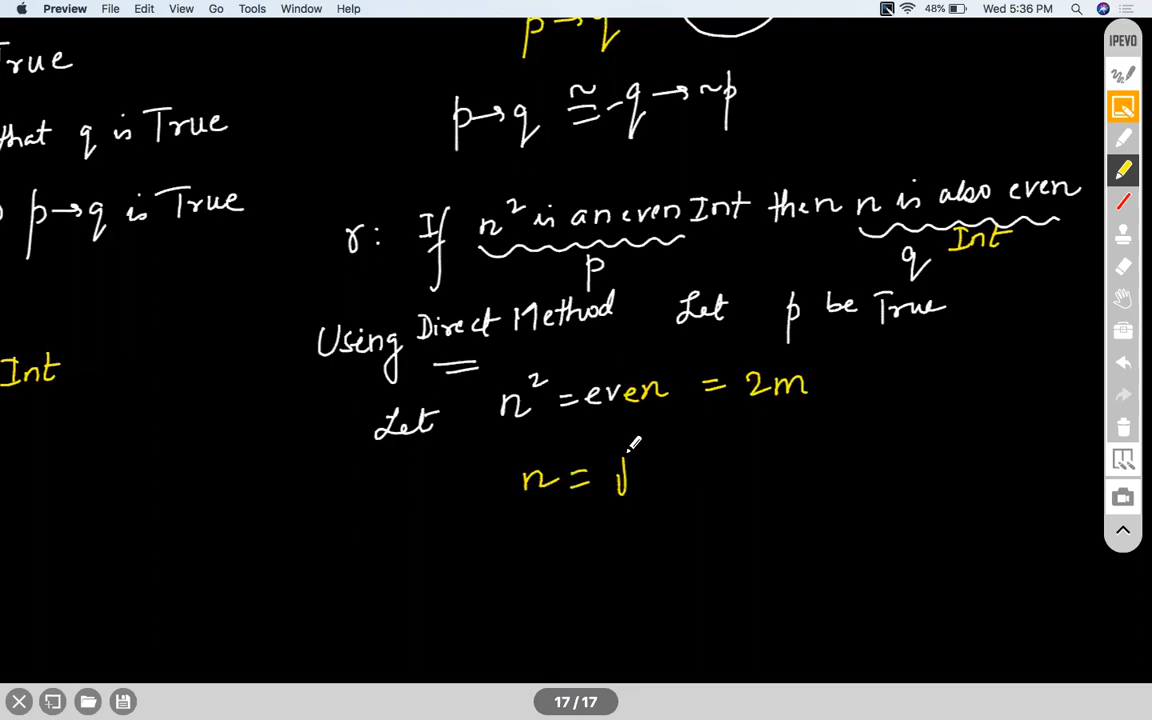 Preview File Edit View Go Tools Window Help 48% Wed 5:36 PM
IPEVO
p→q
True
p→q ≅ ~q→~p
that q is True
p→q is True
r: If n² is an even Int then n is also even
Int
p
q
Using Direct Method Let p be True
Int
Let n² = even = 2m
n =
17/17